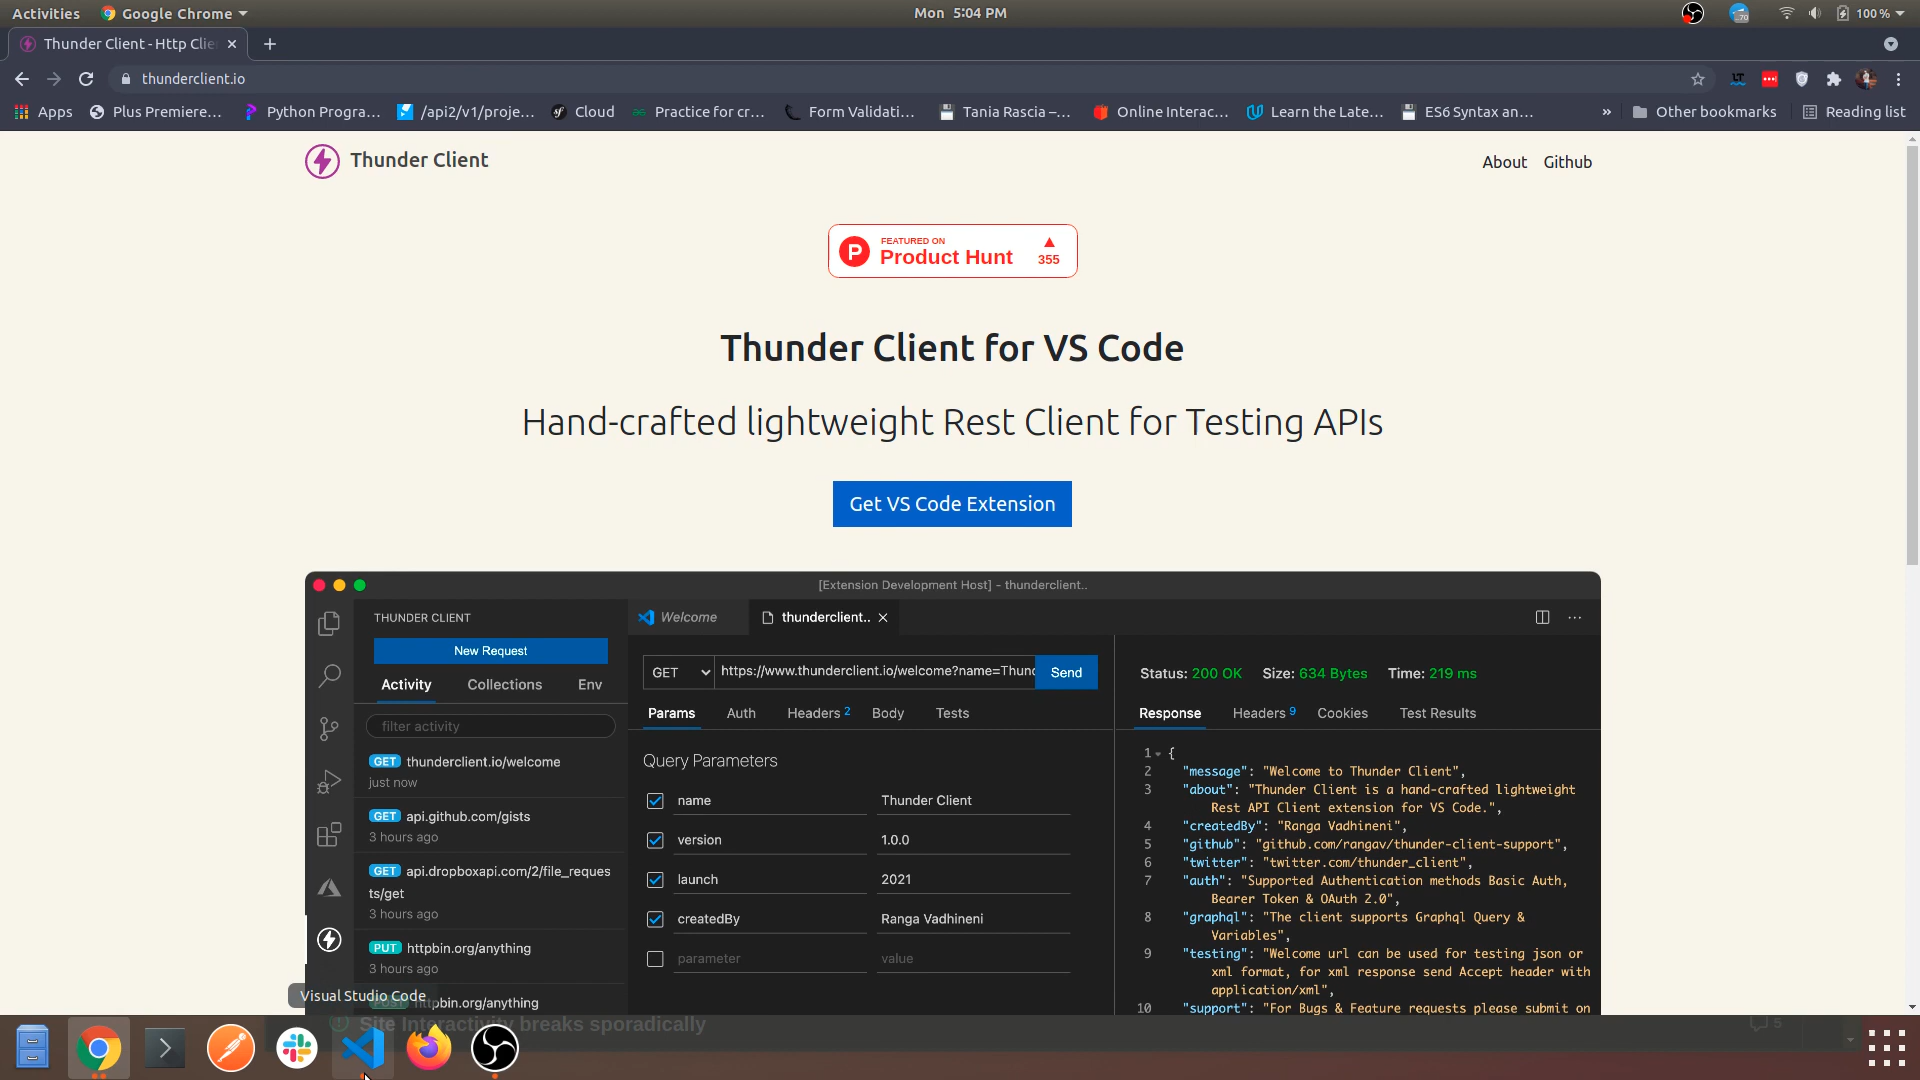 Activities
Google Chrome
Mon 5:04 PM
70
100 %
Thunder Client - Http Clie
thunderclient.io
Apps
Plus Premiere...
Python Progra...
/api2/v1/proje...
Cloud
Practice for cr...
Form Validati...
Tania Rascia –...
Online Interac...
Learn the Late...
ES6 Syntax an...
»
Other bookmarks
Reading list
Thunder Client
About
Github
P
FEATURED ON
Product Hunt
355
Thunder Client for VS Code
Hand-crafted lightweight Rest Client for Testing APIs
Get VS Code Extension
[Extension Development Host] - thunderclient..
THUNDER CLIENT
New Request
Activity
Collections
Env
filter activity
GET thunderclient.io/welcome
just now
GET api.github.com/gists
3 hours ago
GET api.dropboxapi.com/2/file_reques
ts/get
3 hours ago
PUT httpbin.org/anything
3 hours ago
POST httpbin.org/anything
Welcome
thunderclient..
GET
https://www.thunderclient.io/welcome?name=Thund
Send
Params
Auth
Headers 2
Body
Tests
Query Parameters
name
Thunder Client
version
1.0.0
launch
2021
createdBy
Ranga Vadhineni
parameter
value
Status: 200 OK
Size: 634 Bytes
Time: 219 ms
Response
Headers 9
Cookies
Test Results
1 {
2 "message": "Welcome to Thunder Client",
3 "about": "Thunder Client is a hand-crafted lightweight
Rest API Client extension for VS Code.",
4 "createdBy": "Ranga Vadhineni",
5 "github": "github.com/rangav/thunder-client-support",
6 "twitter": "twitter.com/thunder_client",
7 "auth": "Supported Authentication methods Basic Auth,
Bearer Token & OAuth 2.0",
8 "graphql": "The client supports Graphql Query &
Variables",
9 "testing": "Welcome url can be used for testing json or
xml format, for xml response send Accept header with
application/xml",
10 "support": "For Bugs & Feature requests please submit on
Visual Studio Code
Site Interactivity breaks sporadically
5